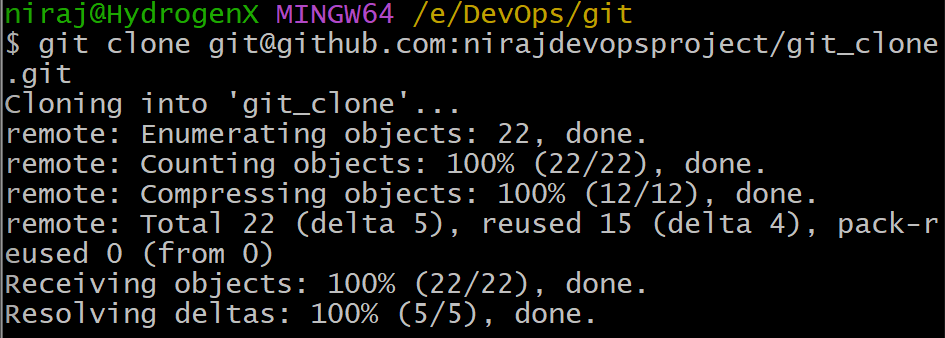 niraj@HydrogenX MINGW64 /e/DevOps/git
$ git clone git@github.com:nirajdevopsproject/git_clone
.git
Cloning into 'git_clone'...
remote: Enumerating objects: 22, done.
remote: Counting objects: 100% (22/22), done.
remote: Compressing objects: 100% (12/12), done.
remote: Total 22 (delta 5), reused 15 (delta 4), pack-r
eused 0 (from 0)
Receiving objects: 100% (22/22), done.
Resolving deltas: 100% (5/5), done.